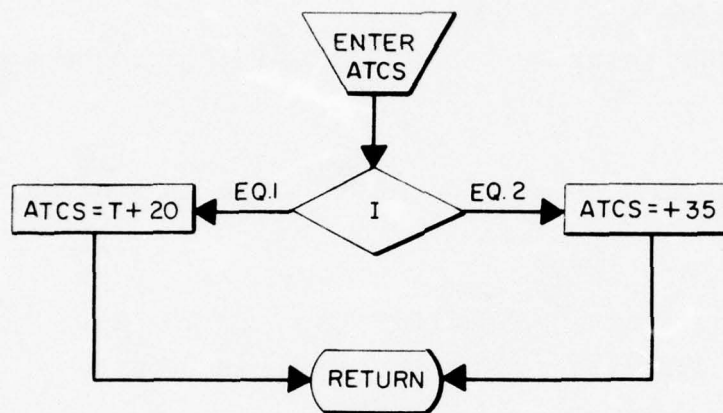 ENTER
ATCS
EQ.1
I
EQ. 2
ATCS = T + 20
ATCS = + 35
RETURN